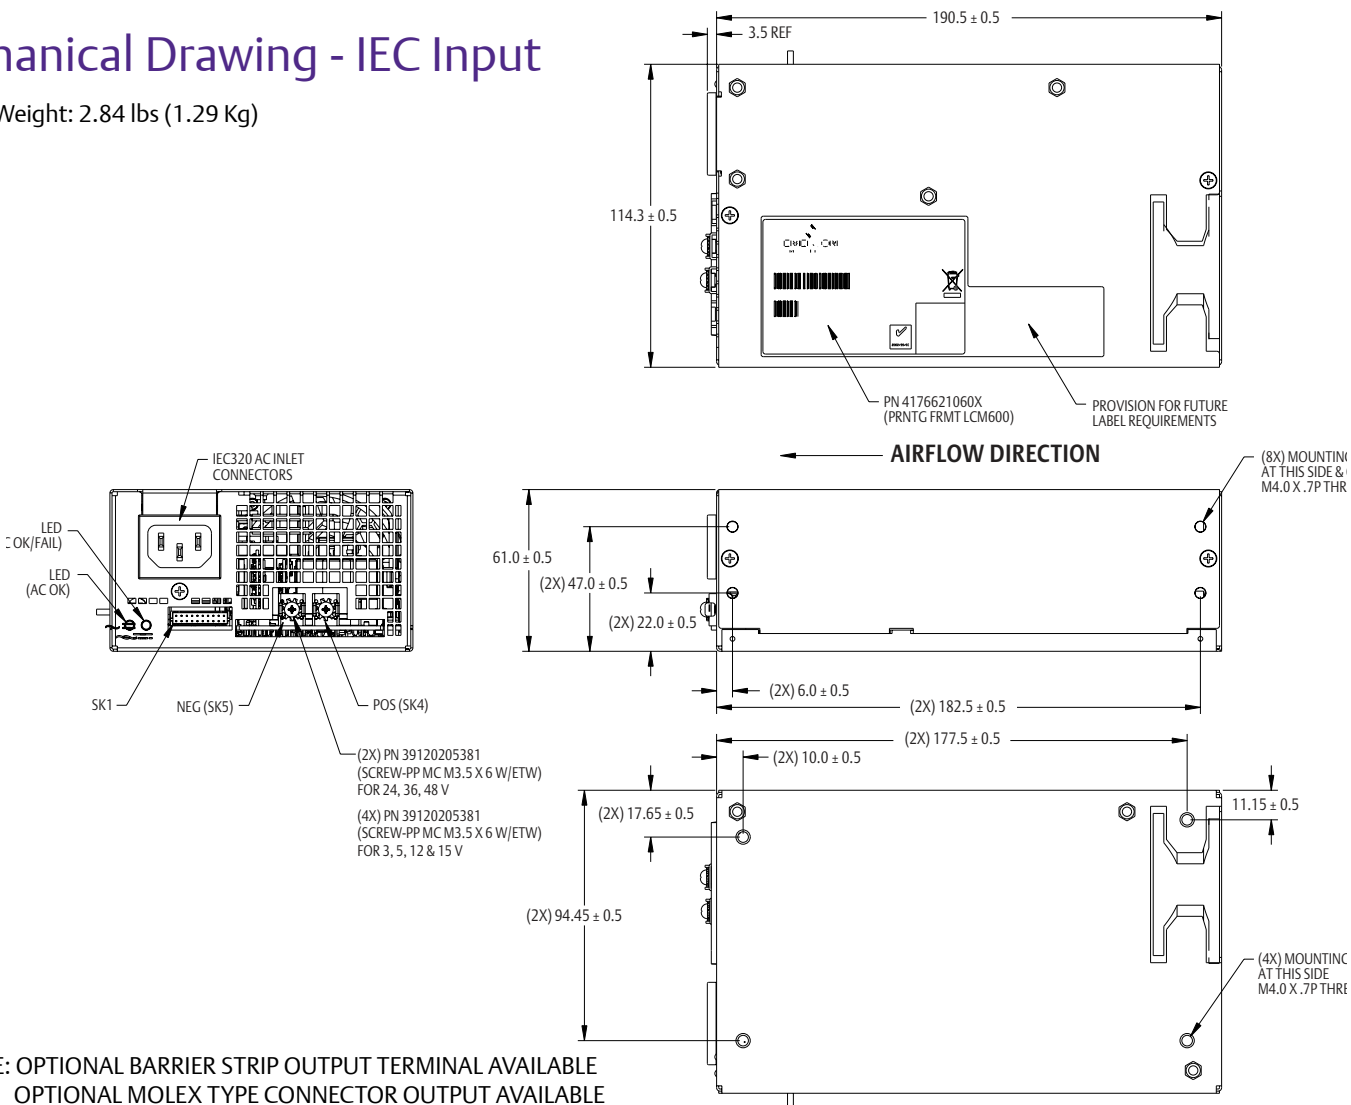 hanical Drawing - IEC Input
Weight: 2.84 lbs (1.29 Kg)
190.5 ± 0.5
3.5 REF
114.3 ± 0.5
PN 4176621060X
(PRNTG FRMT LCM600)
PROVISION FOR FUTURE
LABEL REQUIREMENTS
AIRFLOW DIRECTION
IEC320 AC INLET
CONNECTORS
LED
C OK/FAIL)
LED
(AC OK)
SK1
NEG (SK5)
POS (SK4)
(2X) PN 39120205381
(SCREW-PP MC M3.5 X 6 W/ETW)
FOR 24, 36, 48 V
(4X) PN 39120205381
(SCREW-PP MC M3.5 X 6 W/ETW)
FOR 3, 5, 12 & 15 V
(8X) MOUNTING
AT THIS SIDE &
M4.0 X .7P THR
61.0 ± 0.5
(2X) 47.0 ± 0.5
(2X) 22.0 ± 0.5
(2X) 6.0 ± 0.5
(2X) 182.5 ± 0.5
(2X) 177.5 ± 0.5
(2X) 10.0 ± 0.5
(2X) 17.65 ± 0.5
11.15 ± 0.5
(2X) 94.45 ± 0.5
(4X) MOUNTING
AT THIS SIDE
M4.0 X .7P THRE
E: OPTIONAL BARRIER STRIP OUTPUT TERMINAL AVAILABLE
OPTIONAL MOLEX TYPE CONNECTOR OUTPUT AVAILABLE